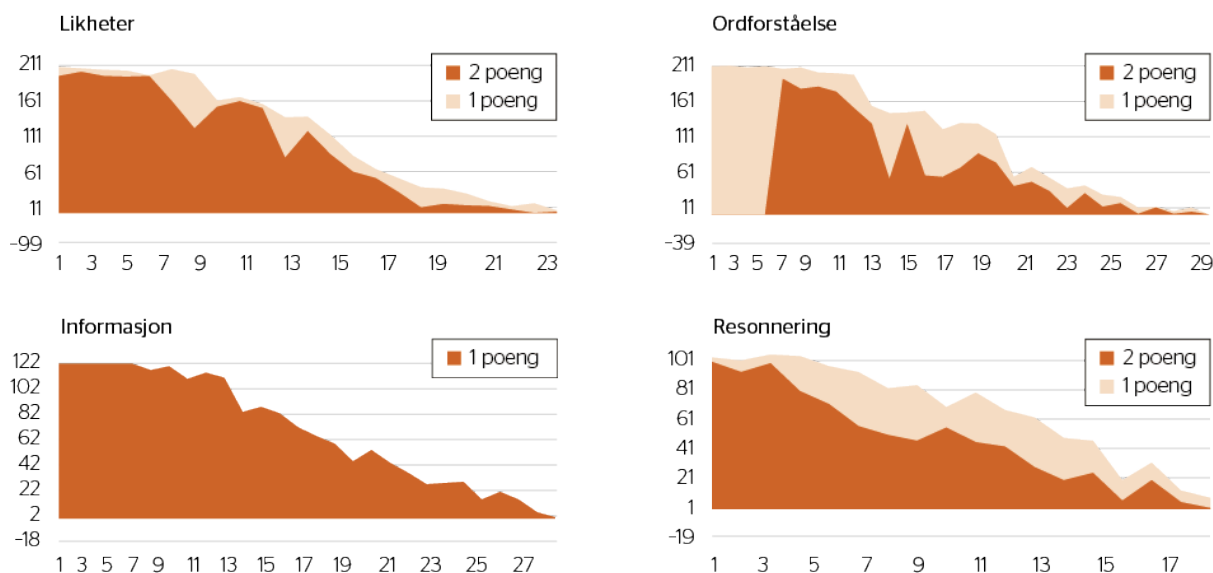 Likheter
211
161
111
61
11
-99
2 poeng
1 poeng
1 3 5 7 9 11 13 15 17 19 21 23
Ordforståelse
211
161
111
61
11
-39
2 poeng
1 poeng
1 3 5 7 9 11 13 15 17 19 21 23 25 27 29
Informasjon
122
102
82
62
42
22
2
-18
1 poeng
1 3 5 7 9 11 13 15 17 19 21 23 25 27
Resonnering
101
81
61
41
21
1
-19
2 poeng
1 poeng
1 3 5 7 9 11 13 15 17